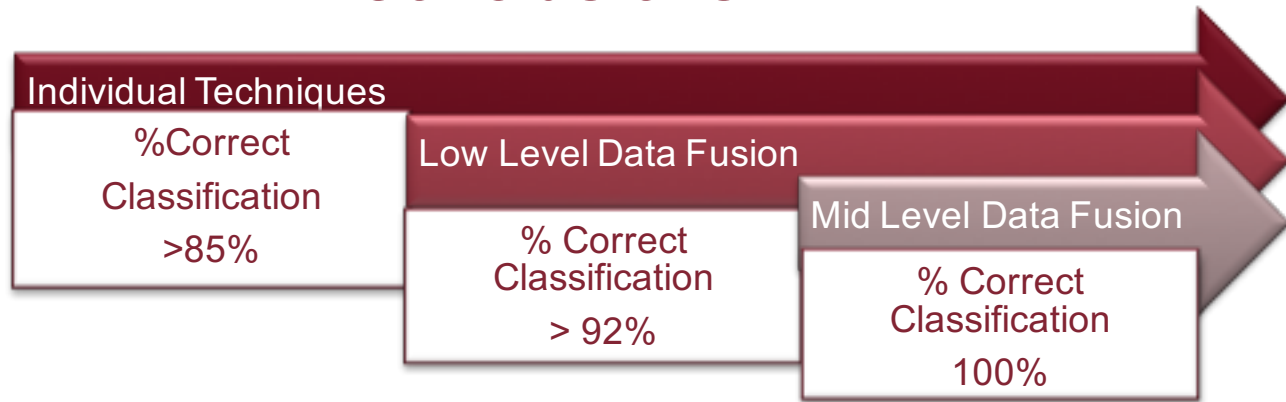 Individual Techniques
%Correct
Classification
>85%
Low Level Data Fusion
% Correct
Classification
> 92%
Mid Level Data Fusion
% Correct
Classification
100%